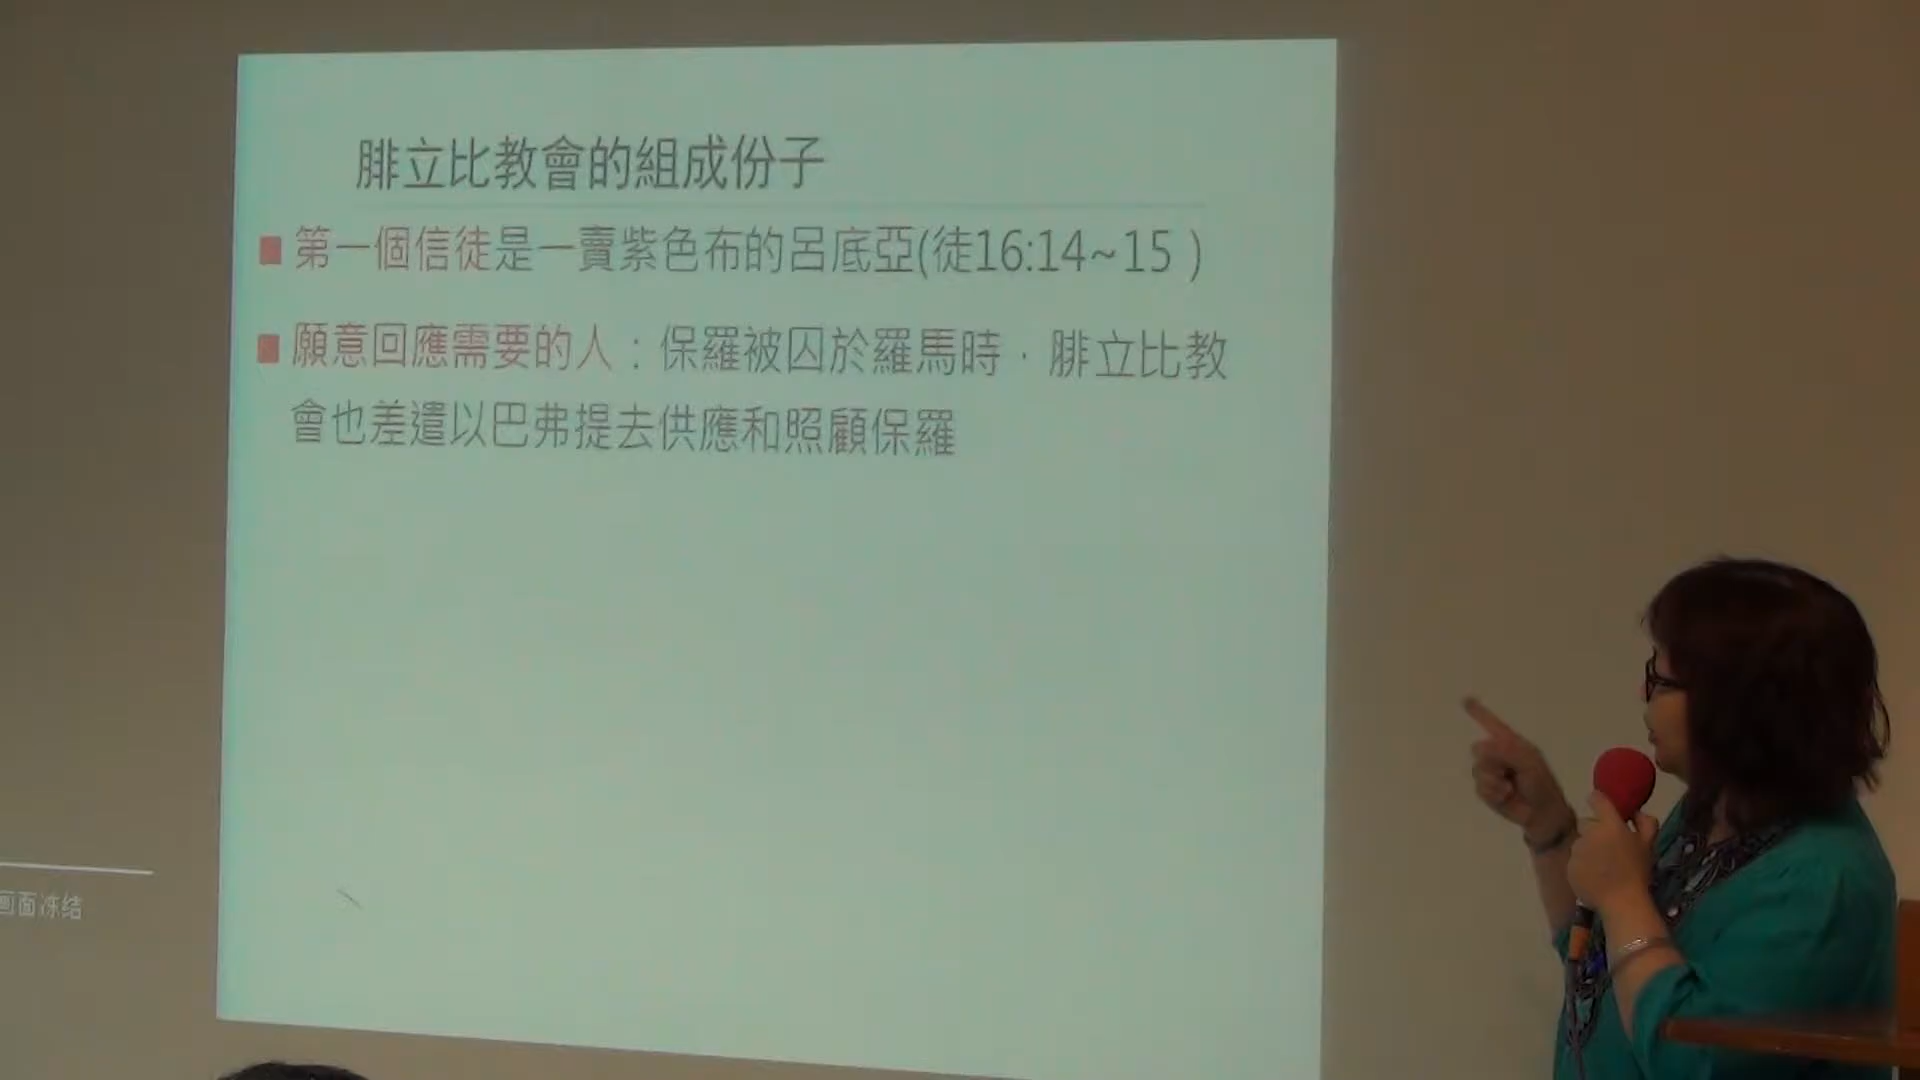 腓立比教會的組成份子
■第一個信徒是一賣紫色布的呂底亞(徒16:14~15 )
■願意回應需要的人：保羅被囚於羅馬時，腓立比教
會也差遣以巴弗提去供應和照顧保羅
画面冻结